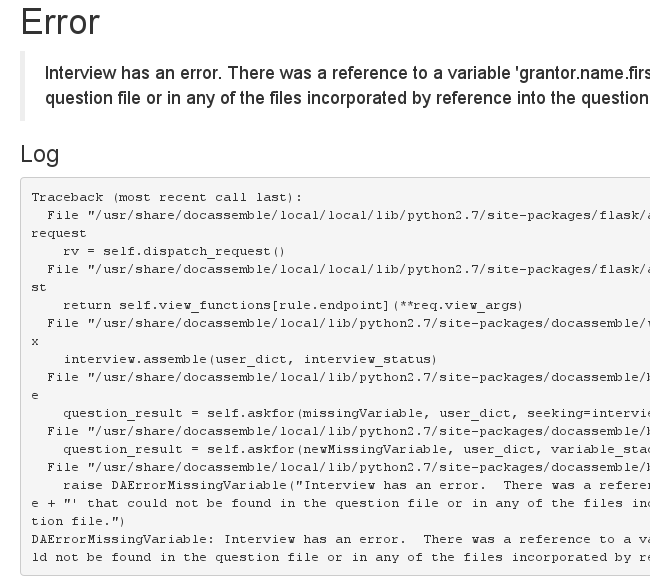 Error
Interview has an error. There was a reference to a variable 'grantor.name.firs
question file or in any of the files incorporated by reference into the question
Log
Traceback (most recent call last):
File "/usr/share/docassemble/local/local/lib/python2.7/site-packages/flask/a
request
rv = self.dispatch_request()
File "/usr/share/docassemble/local/local/lib/python2.7/site-packages/flask/a
st
return self.view_functions[rule.endpoint](**req.view_args)
File "/usr/share/docassemble/local/local/lib/python2.7/site-packages/docassemble/w
x
interview.assemble(user_dict, interview_status)
File "/usr/share/docassemble/local/local/lib/python2.7/site-packages/docassemble/b
e
question_result = self.askfor(missingVariable, user_dict, seeking=intervie
File "/usr/share/docassemble/local/local/lib/python2.7/site-packages/docassemble/b
question_result = self.askfor(newMissingVariable, user_dict, variable_stac
File "/usr/share/docassemble/local/local/lib/python2.7/site-packages/docassemble/b
raise DAErrorMissingVariable("Interview has an error.  There was a referen
e + "' that could not be found in the question file or in any of the files inc
tion file.")
DAErrorMissingVariable: Interview has an error.  There was a reference to a va
ld not be found in the question file or in any of the files incorporated by re